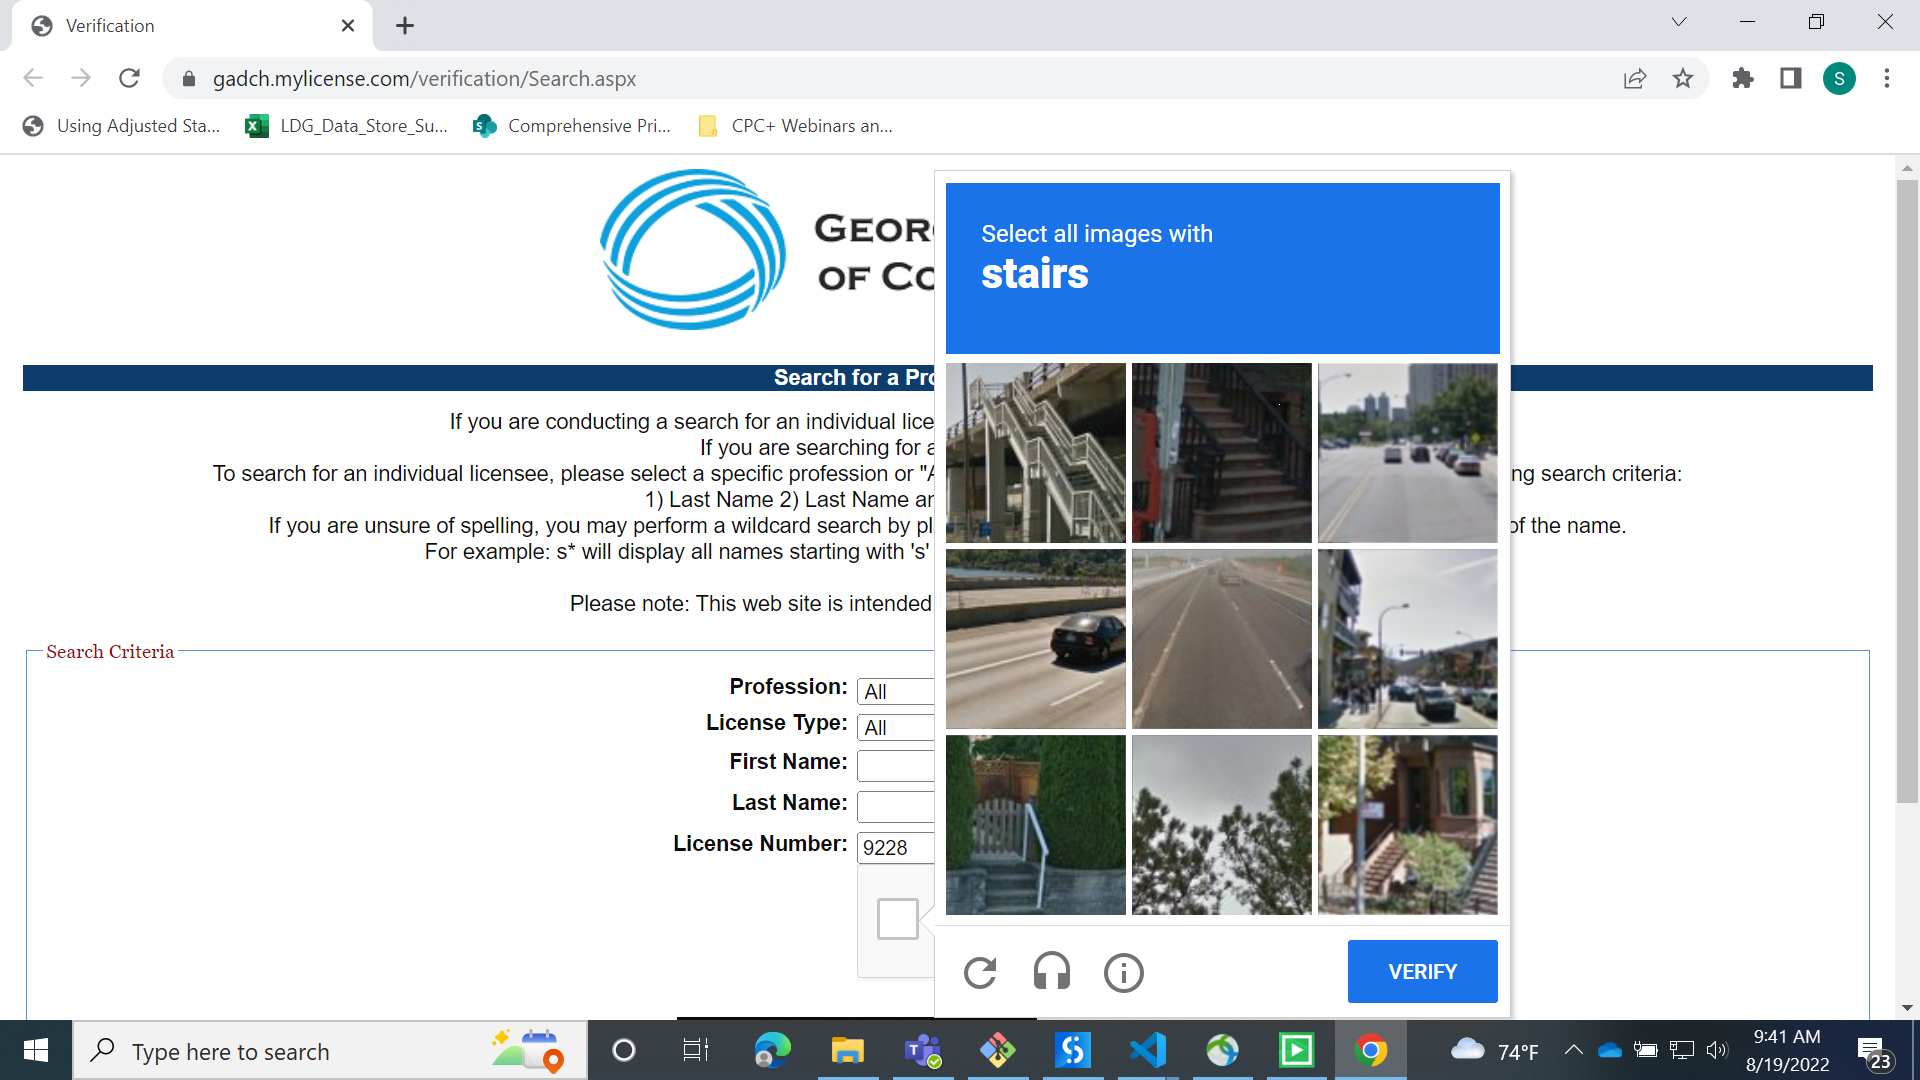 Verification
gadch.mylicense.com/verification/Search.aspx
S
Using Adjusted Sta...
LDG_Data_Store_Su...
Comprehensive Pri...
CPC+ Webinars an...
GEOR
OF CO
Select all images with
stairs
Search for a Pro
If you are conducting a search for an individual lice
If you are searching for a
To search for an individual licensee, please select a specific profession or "A
ng search criteria:
1) Last Name 2) Last Name an
If you are unsure of spelling, you may perform a wildcard search by pl
of the name.
For example: s* will display all names starting with 's'
Please note: This web site is intended
Search Criteria
Profession: All
License Type: All
First Name:
Last Name:
License Number: 9228
VERIFY
Type here to search
74°F
9:41 AM
8/19/2022
23